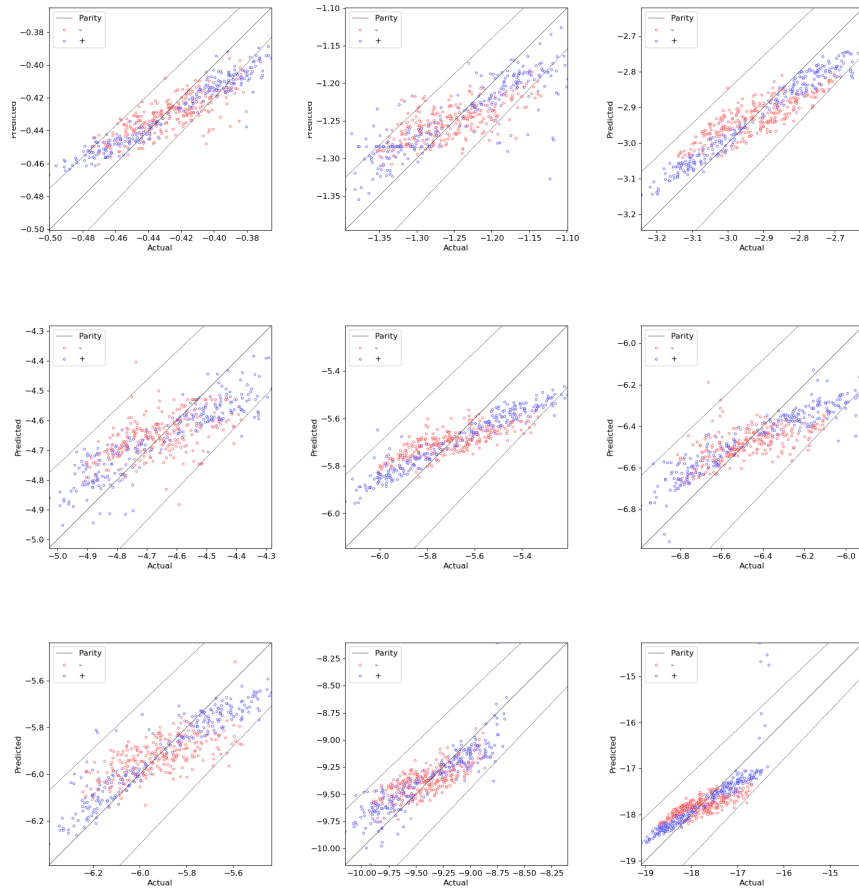 Parity
-
+
−0.40
−0.42
−0.44
−0.46
−0.48
−0.50
Predicted
−0.50 −0.48 −0.46 −0.44 −0.42 −0.40 −0.38
Actual
Parity
-
+
−1.10
−1.15
−1.20
−1.25
−1.30
−1.35
Predicted
−1.35 −1.30 −1.25 −1.20 −1.15 −1.10
Actual
Parity
-
+
−2.7
−2.8
−2.9
−3.0
−3.1
−3.2
Predicted
−3.2 −3.1 −3.0 −2.9 −2.8 −2.7
Actual
Parity
-
+
−4.3
−4.4
−4.5
−4.6
−4.7
−4.8
−4.9
−5.0
Predicted
−5.0 −4.9 −4.8 −4.7 −4.6 −4.5 −4.4 −4.3
Actual
Parity
-
+
−5.4
−5.6
−5.8
−6.0
Predicted
−6.0 −5.8 −5.6 −5.4
Actual
Parity
-
+
−6.0
−6.2
−6.4
−6.6
−6.8
Predicted
−6.8 −6.6 −6.4 −6.2 −6.0
Actual
Parity
-
+
−5.6
−5.8
−6.0
−6.2
Predicted
−6.2 −6.0 −5.8 −5.6
Actual
Parity
-
+
−8.25
−8.50
−8.75
−9.00
−9.25
−9.50
−9.75
−10.00
Predicted
−10.00 −9.75 −9.50 −9.25 −9.00 −8.75 −8.50 −8.25
Actual
Parity
-
+
−15
−16
−17
−18
−19
Predicted
−19 −18 −17 −16 −15
Actual